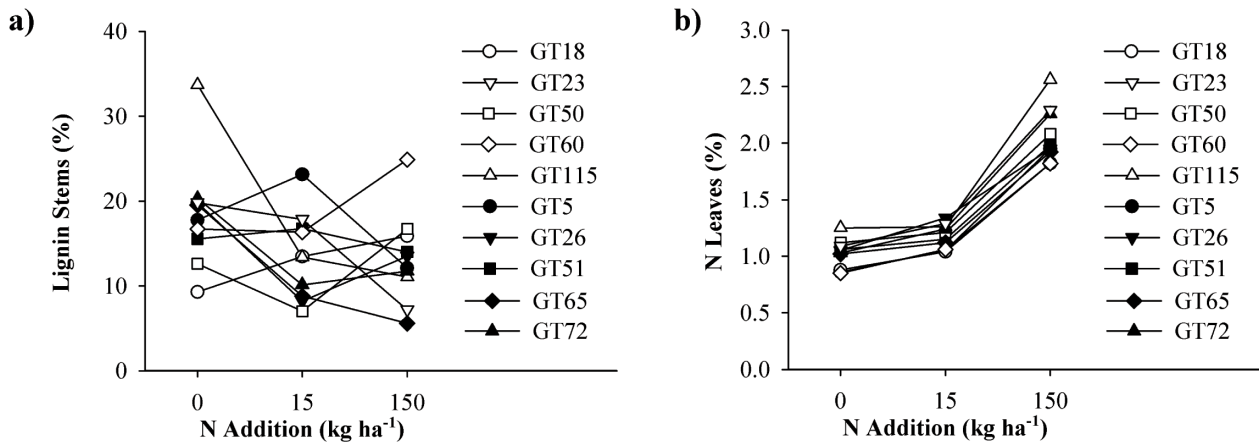 a)
40
30
20
10
0
Lignin Stems (%)
0 15 150
N Addition (kg ha⁻¹)
GT18
GT23
GT50
GT60
GT115
GT5
GT26
GT51
GT65
GT72
b)
3.0
2.5
2.0
1.5
1.0
0.5
0.0
N Leaves (%)
0 15 150
N Addition (kg ha⁻¹)
GT18
GT23
GT50
GT60
GT115
GT5
GT26
GT51
GT65
GT72